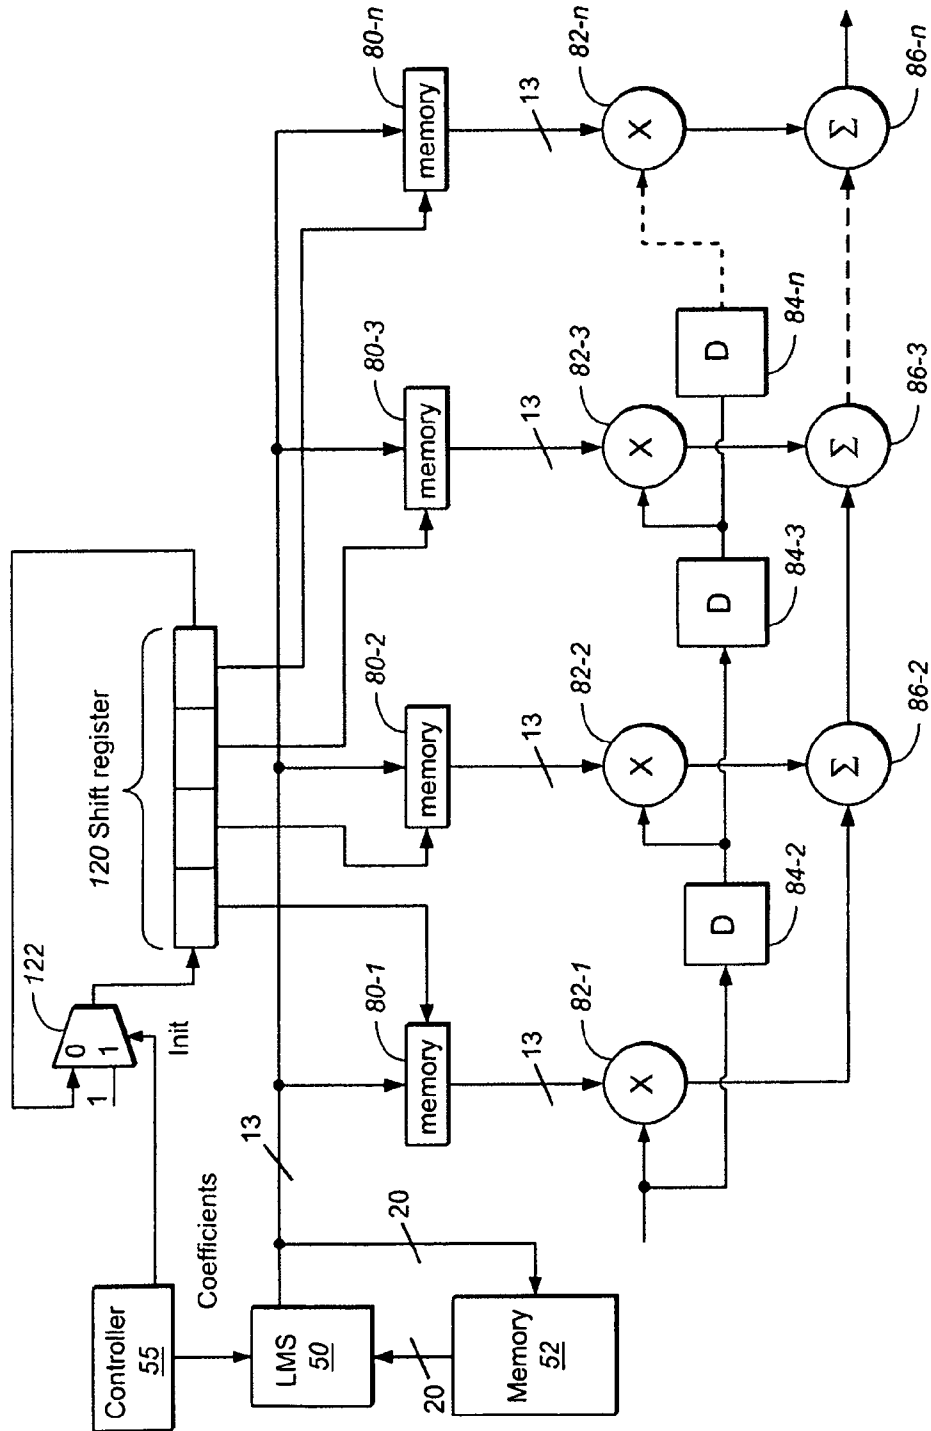 120 Shift register
122
0
1
1
Init
Controller
55
Coefficients
LMS
50
Memory
52
20
20
13
80-1
memory
80-2
memory
80-3
memory
80-n
memory
13
13
13
13
82-1
X
82-2
X
82-3
X
82-n
X
D
84-2
D
84-3
D
84-n
Σ
86-2
Σ
86-3
Σ
86-n